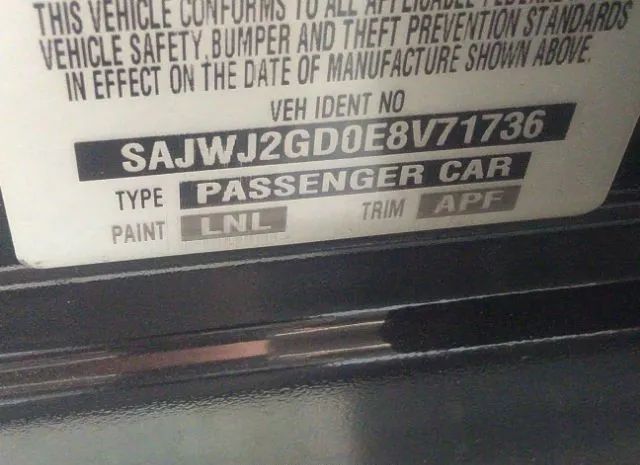 THIS VEHICLE CONFORMS TO ALL APPLICABLE FEDERAL
VEHICLE SAFETY, BUMPER AND THEFT PREVENTION STANDARDS
IN EFFECT ON THE DATE OF MANUFACTURE SHOWN ABOVE.
VEH IDENT NO
SAJWJ2GD0E8V71736
TYPE PASSENGER CAR
PAINT LNL TRIM APF